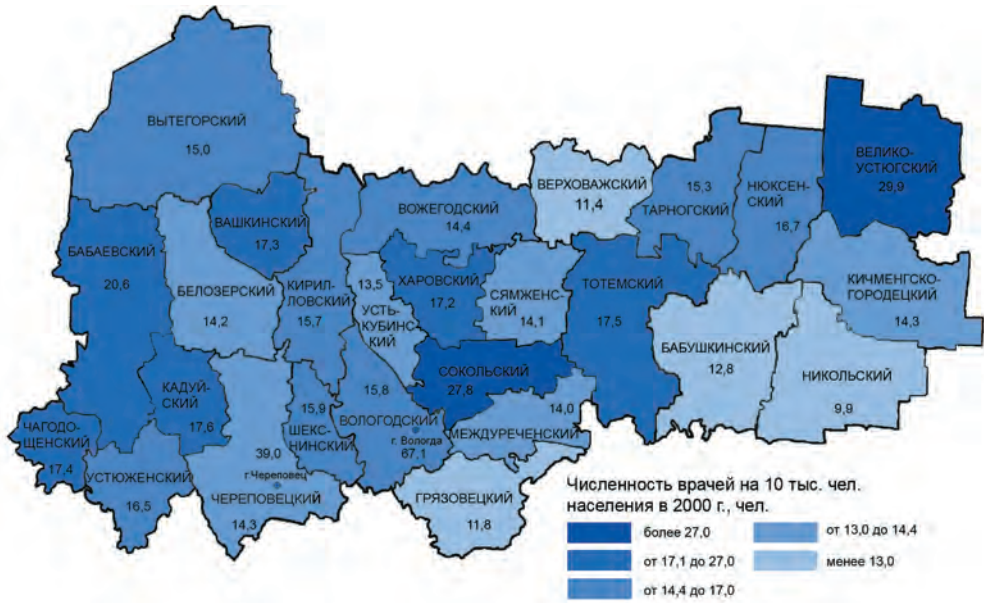 ВЫТЕГОРСКИЙ
15,0
ВЕЛИКО-
УСТЮГСКИЙ
29,9
ВЕРХОВАЖСКИЙ
11,4
15,3
ТАРНОГСКИЙ
НЮКСЕН-
СКИЙ
16,7
ВАШКИНСКИЙ
17,3
ВОЖЕГОДСКИЙ
14,4
БАБАЕВСКИЙ
20,6
БЕЛОЗЕРСКИЙ
14,2
КИРИЛ-
ЛОВСКИЙ
15,7
13,5
УСТЬ-
КУБИНС-
КИЙ
ХАРОВСКИЙ
17,2
СЯМЖЕН-
СКИЙ
14,1
ТОТЕМСКИЙ
17,5
КИЧМЕНГСКО-
ГОРОДЕЦКИЙ
14,3
БАБУШКИНСКИЙ
12,8
НИКОЛЬСКИЙ
9,9
СОКОЛЬСКИЙ
27,8
КАДУЙ-
СКИЙ
17,6
15,8
ВОЛОГОДСКИЙ
г. Вологда
67,1
15,9
ШЕКС-
НИНСКИЙ
14,0
МЕЖДУРЕЧЕНСКИЙ
ЧАГОДО-
ЩЕНСКИЙ
17,4
УСТЮЖЕНСКИЙ
16,5
39,0
г.Череповец
ЧЕРЕПОВЕЦКИЙ
14,3
ГРЯЗОВЕЦКИЙ
11,8
Численность врачей на 10 тыс. чел.
населения в 2000 г., чел.
более 27,0
от 17,1 до 27,0
от 14,4 до 17,0
от 13,0 до 14,4
менее 13,0